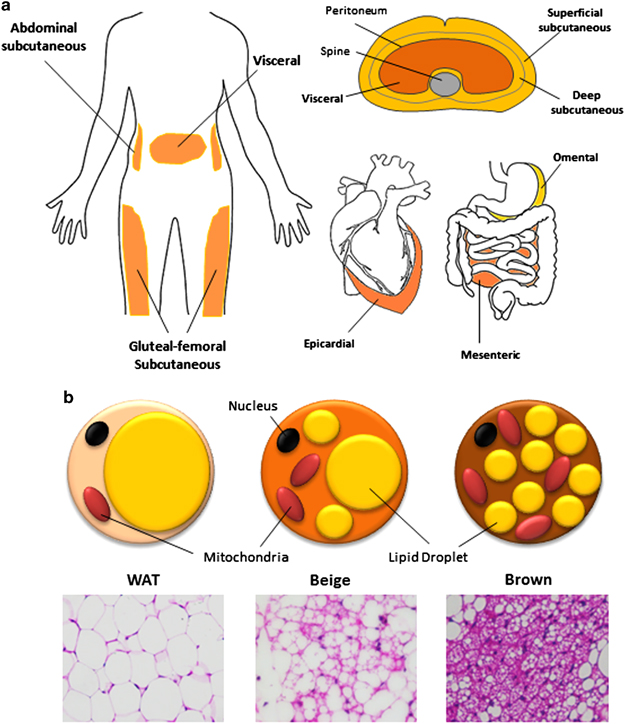 a
Abdominal
subcutaneous
Visceral
Gluteal-femoral
Subcutaneous
Peritoneum
Spine
Visceral
Superficial
subcutaneous
Deep
subcutaneous
Epicardial
Omental
Mesenteric
b
Nucleus
Mitochondria
Lipid Droplet
WAT
Beige
Brown